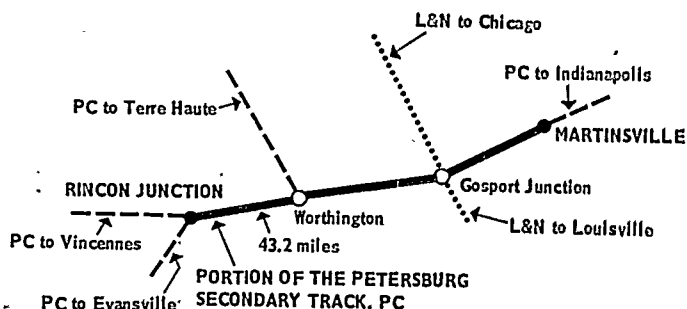 L&N to Chicago
PC to Indianapolis
PC to Terre Haute
MARTINSVILLE
RINCON JUNCTION
Gosport Junction
Worthington
L&N to Louisville
PC to Vincennes
43.2 miles
PORTION OF THE PETERSBURG
SECONDARY TRACK, PC
PC to Evansville